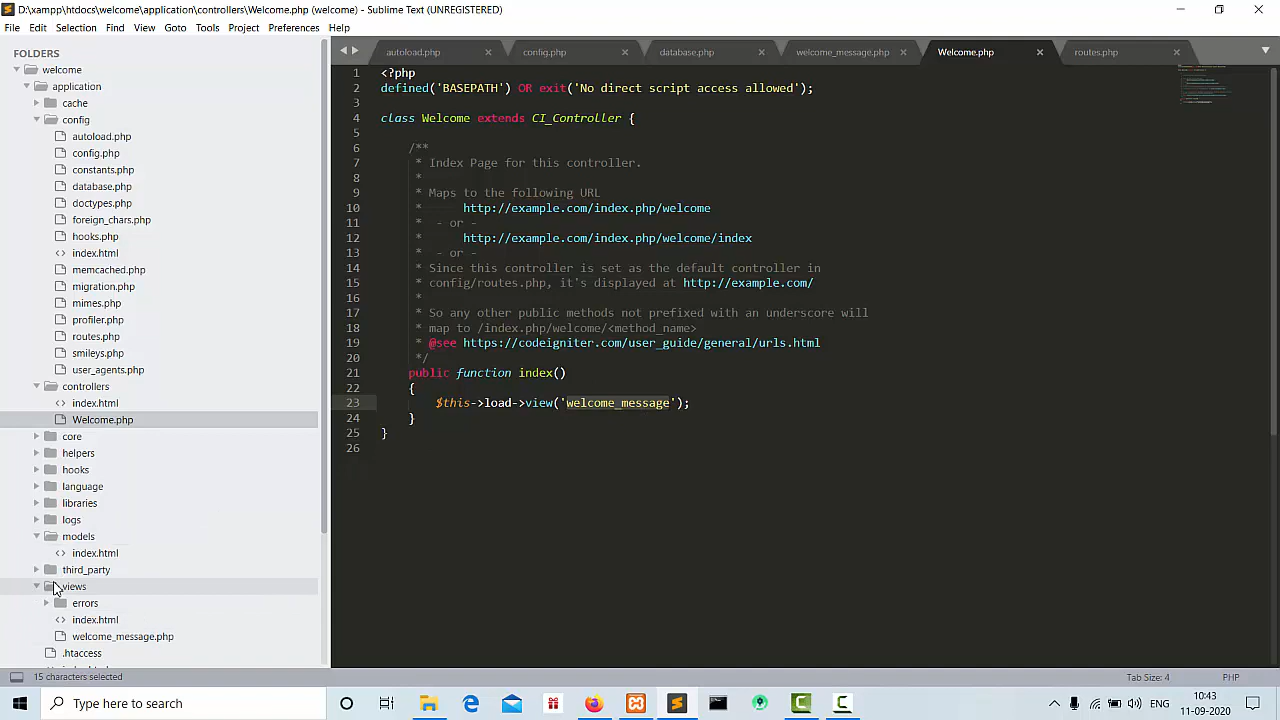 D:\xampp\htdocs\welcome\application\controllers\Welcome.php (welcome) - Sublime Text (UNREGISTERED)
File Edit Selection Find View Goto Tools Project Preferences Help
FOLDERS
welcome
application
cache
config
autoload.php
config.php
constants.php
database.php
doctypes.php
foreign_chars.php
hooks.php
index.html
memcached.php
migration.php
mimes.php
profiler.php
routes.php
smileys.php
user_agents.php
controllers
index.html
Welcome.php
core
helpers
hooks
language
libraries
logs
models
index.html
third_party
views
errors
index.html
welcome_message.php
.htaccess
autoload.php config.php database.php welcome_message.php Welcome.php routes.php
1 <?php
2 defined('BASEPATH') OR exit('No direct script access allowed');
3
4 class Welcome extends CI_Controller {
5
6 /**
7 * Index Page for this controller.
8 *
9 * Maps to the following URL
10 * http://example.com/index.php/welcome
11 * - or -
12 * http://example.com/index.php/welcome/index
13 * - or -
14 * Since this controller is set as the default controller in
15 * config/routes.php, it's displayed at http://example.com/
16 *
17 * So any other public methods not prefixed with an underscore will
18 * map to /index.php/welcome/<method_name>
19 * @see https://codeigniter.com/user_guide/general/urls.html
20 */
21 public function index()
22 {
23 $this->load->view('welcome_message');
24 }
25 }
26
15 characters selected Tab Size: 4 PHP
Type here to search
ENG
10:43
11-09-2020